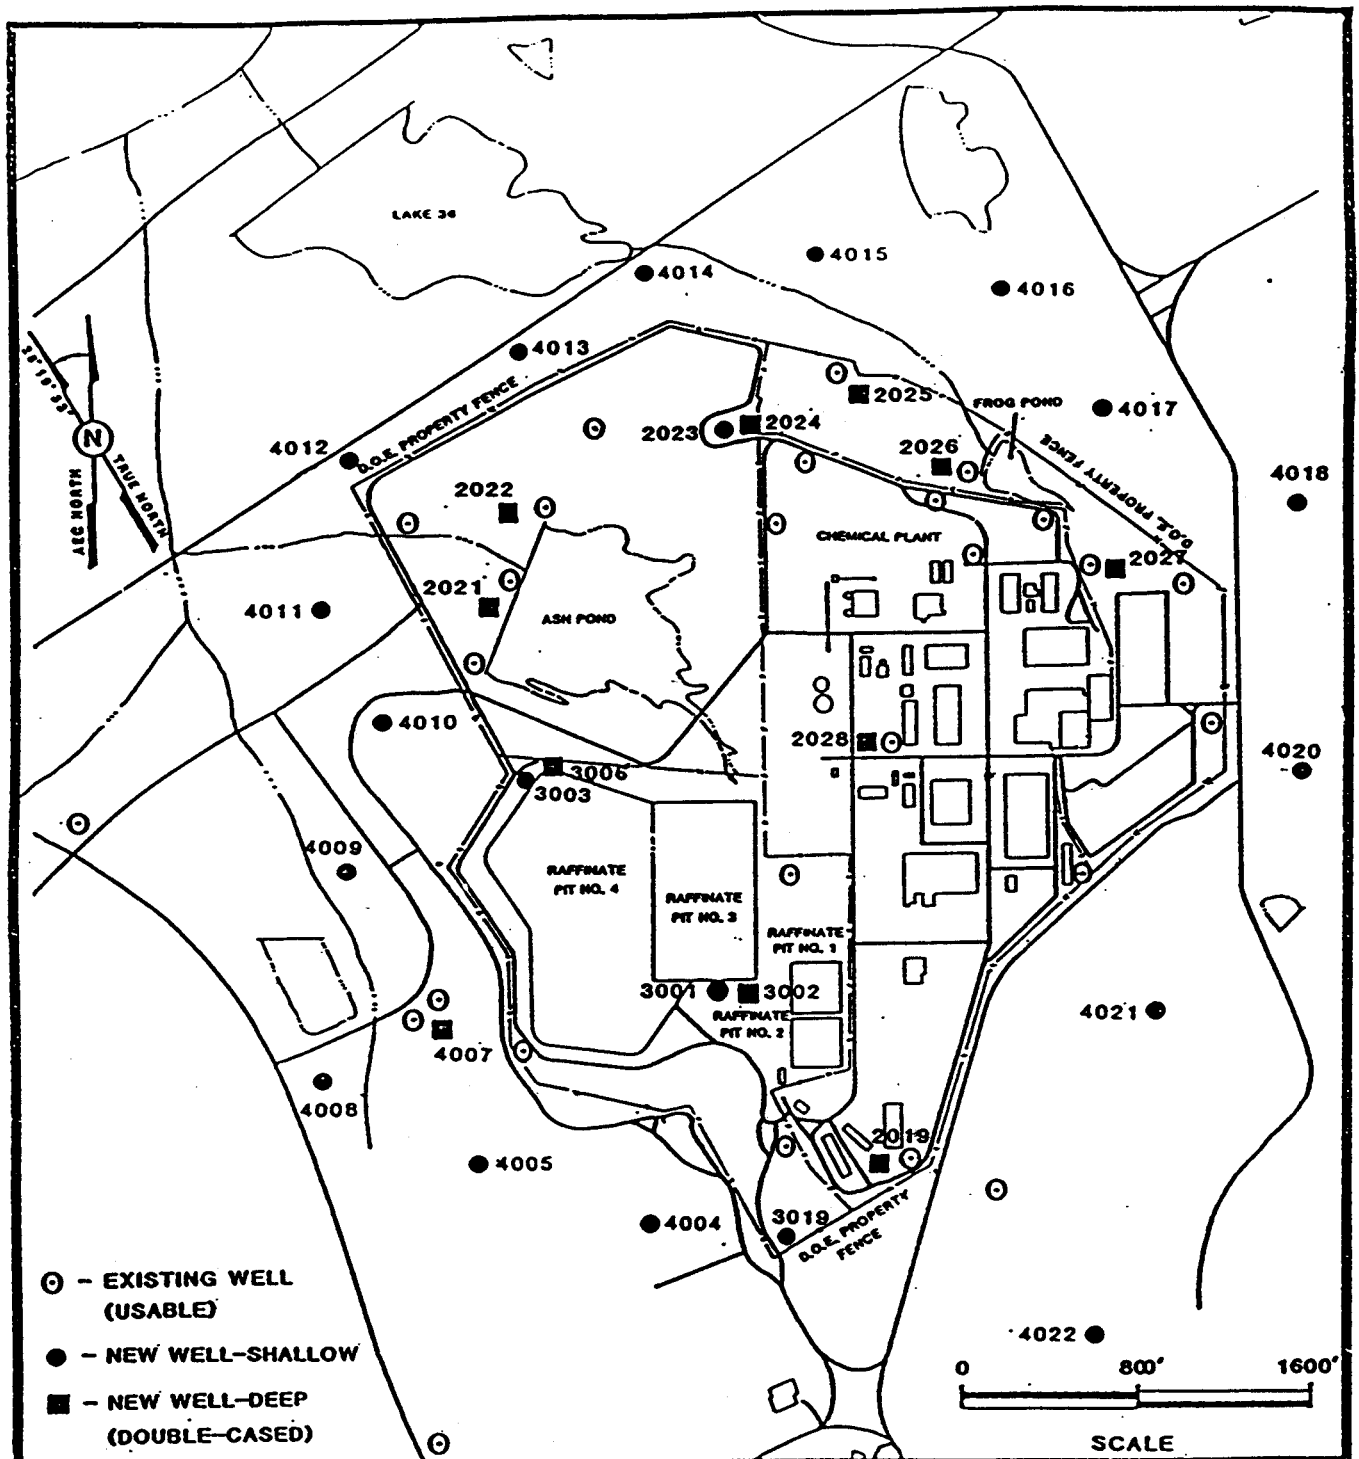 LAKE 36
4015
4014
4016
4013
2025
FROG POND
4017
D.O.E. PROPERTY FENCE
2023
2024
4012
2026
D.O.E. PROPERTY FENCE
4018
N
AEC NORTH
TRUE NORTH
2022
CHEMICAL PLANT
2027
2021
4011
ASH POND
4010
2028
4020
3006
3003
4009
RAFFINATE
PIT NO. 4
RAFFINATE
PIT NO. 3
RAFFINATE
PIT NO. 1
3001
3002
RAFFINATE
PIT NO. 2
4021
4007
4008
2019
4005
3019
4004
D.O.E. PROPERTY
FENCE
- EXISTING WELL
(USABLE)
- NEW WELL-SHALLOW
- NEW WELL-DEEP
(DOUBLE-CASED)
4022
0 800' 1600'
SCALE